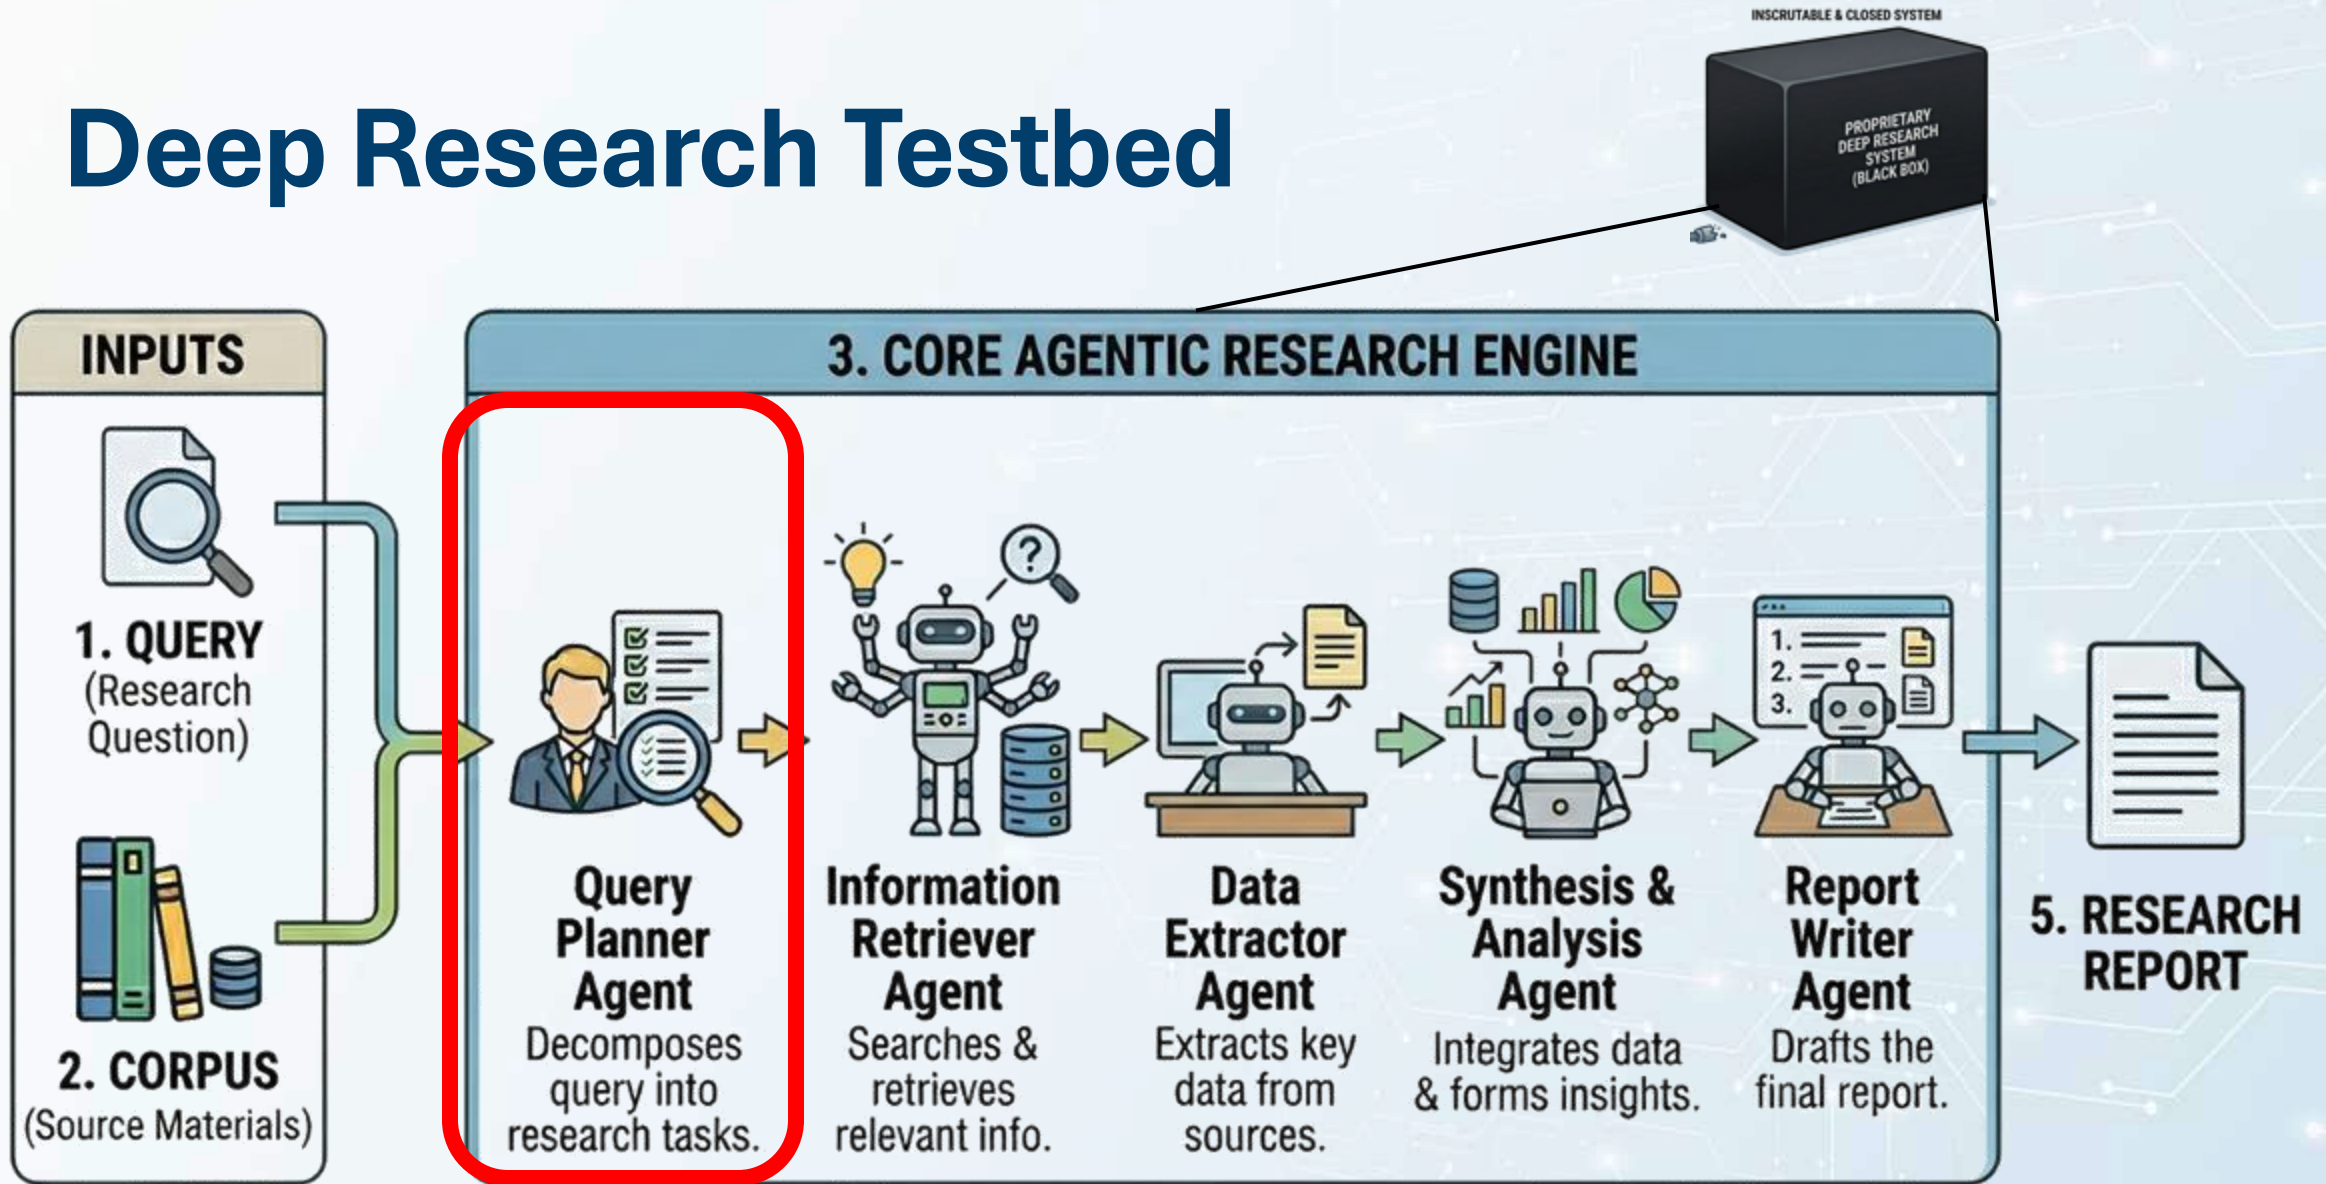 INSCRUTABLE & CLOSED SYSTEM
PROPRIETARY
DEEP RESEARCH
SYSTEM
(BLACK BOX)
Deep Research Testbed
INPUTS
1. QUERY
(Research
Question)
2. CORPUS
(Source Materials)
3. CORE AGENTIC RESEARCH ENGINE
Query
Planner
Agent
Decomposes
query into
research tasks.
?
Information
Retriever
Agent
Searches &
retrieves
relevant info.
Data
Extractor
Agent
Extracts key
data from
sources.
Synthesis &
Analysis
Agent
Integrates data
& forms insights.
1.
2.
3.
Report
Writer
Agent
Drafts the
final report.
5. RESEARCH
REPORT